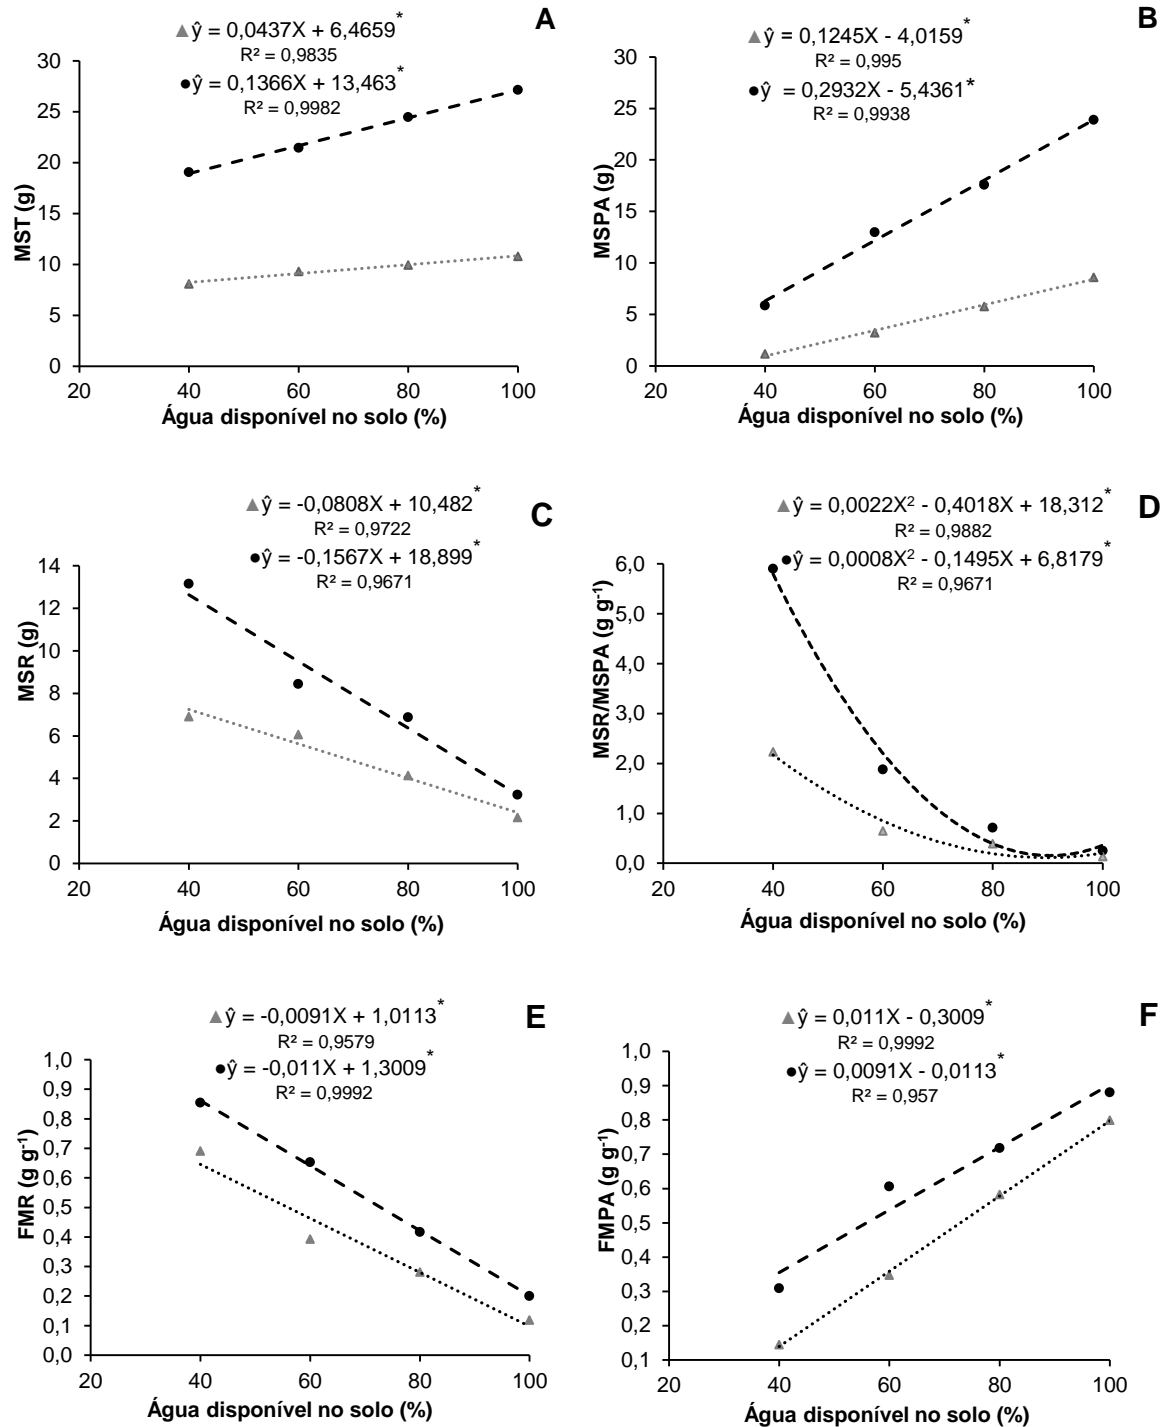 A
ŷ = 0,0437X + 6,4659*
R² = 0,9835
ŷ = 0,1366X + 13,463*
R² = 0,9982
30
25
20
15
10
5
0
MST (g)
20 40 60 80 100
Água disponível no solo (%)
B
ŷ = 0,1245X - 4,0159*
R² = 0,995
ŷ = 0,2932X - 5,4361*
R² = 0,9938
30
25
20
15
10
5
0
MSPA (g)
20 40 60 80 100
Água disponível no solo (%)
C
ŷ = -0,0808X + 10,482*
R² = 0,9722
ŷ = -0,1567X + 18,899*
R² = 0,9671
14
12
10
8
6
4
2
0
MSR (g)
20 40 60 80 100
Água disponível no solo (%)
D
ŷ = 0,0022X² - 0,4018X + 18,312*
R² = 0,9882
ŷ = 0,0008X² - 0,1495X + 6,8179*
R² = 0,9671
6,0
5,0
4,0
3,0
2,0
1,0
0,0
MSR/MSPA (g g⁻¹)
20 40 60 80 100
Água disponível no solo (%)
E
ŷ = -0,0091X + 1,0113*
R² = 0,9579
ŷ = -0,011X + 1,3009*
R² = 0,9992
1,0
0,9
0,8
0,7
0,6
0,5
0,4
0,3
0,2
0,1
0,0
FMR (g g⁻¹)
20 40 60 80 100
Água disponível no solo (%)
F
ŷ = 0,011X - 0,3009*
R² = 0,9992
ŷ = 0,0091X - 0,0113*
R² = 0,957
1,0
0,9
0,8
0,7
0,6
0,5
0,4
0,3
0,2
0,1
FMPA (g g⁻¹)
20 40 60 80 100
Água disponível no solo (%)